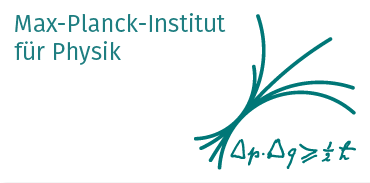 Max-Planck-Institut
für Physik
Δp·Δq ≥ ½ ħ